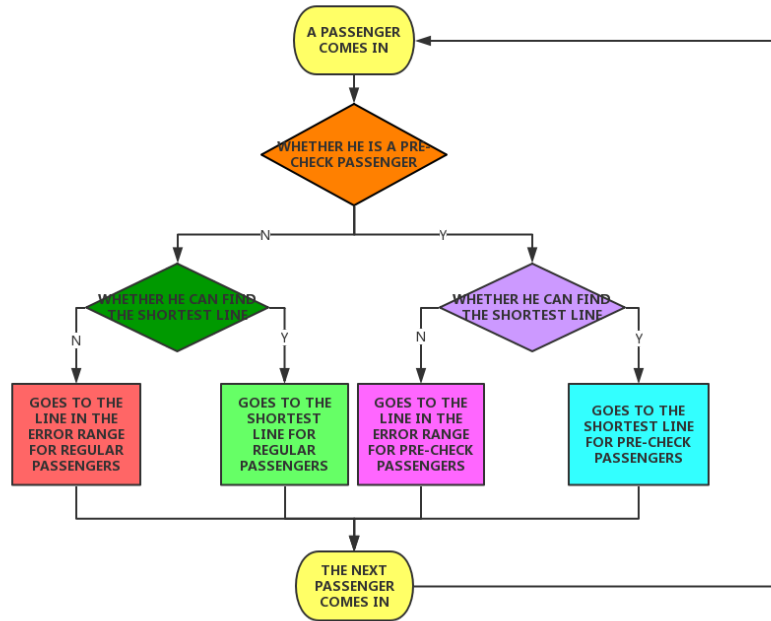 A PASSENGER
COMES IN
WHETHER HE IS A PRE-
CHECK PASSENGER
N
Y
WHETHER HE CAN FIND
THE SHORTEST LINE
WHETHER HE CAN FIND
THE SHORTEST LINE
N
Y
N
Y
GOES TO THE
LINE IN THE
ERROR RANGE
FOR REGULAR
PASSENGERS
GOES TO THE
SHORTEST
LINE FOR
REGULAR
PASSENGERS
GOES TO THE
LINE IN THE
ERROR RANGE
FOR PRE-CHECK
PASSENGERS
GOES TO THE
SHORTEST LINE
FOR PRE-CHECK
PASSENGERS
THE NEXT
PASSENGER
COMES IN